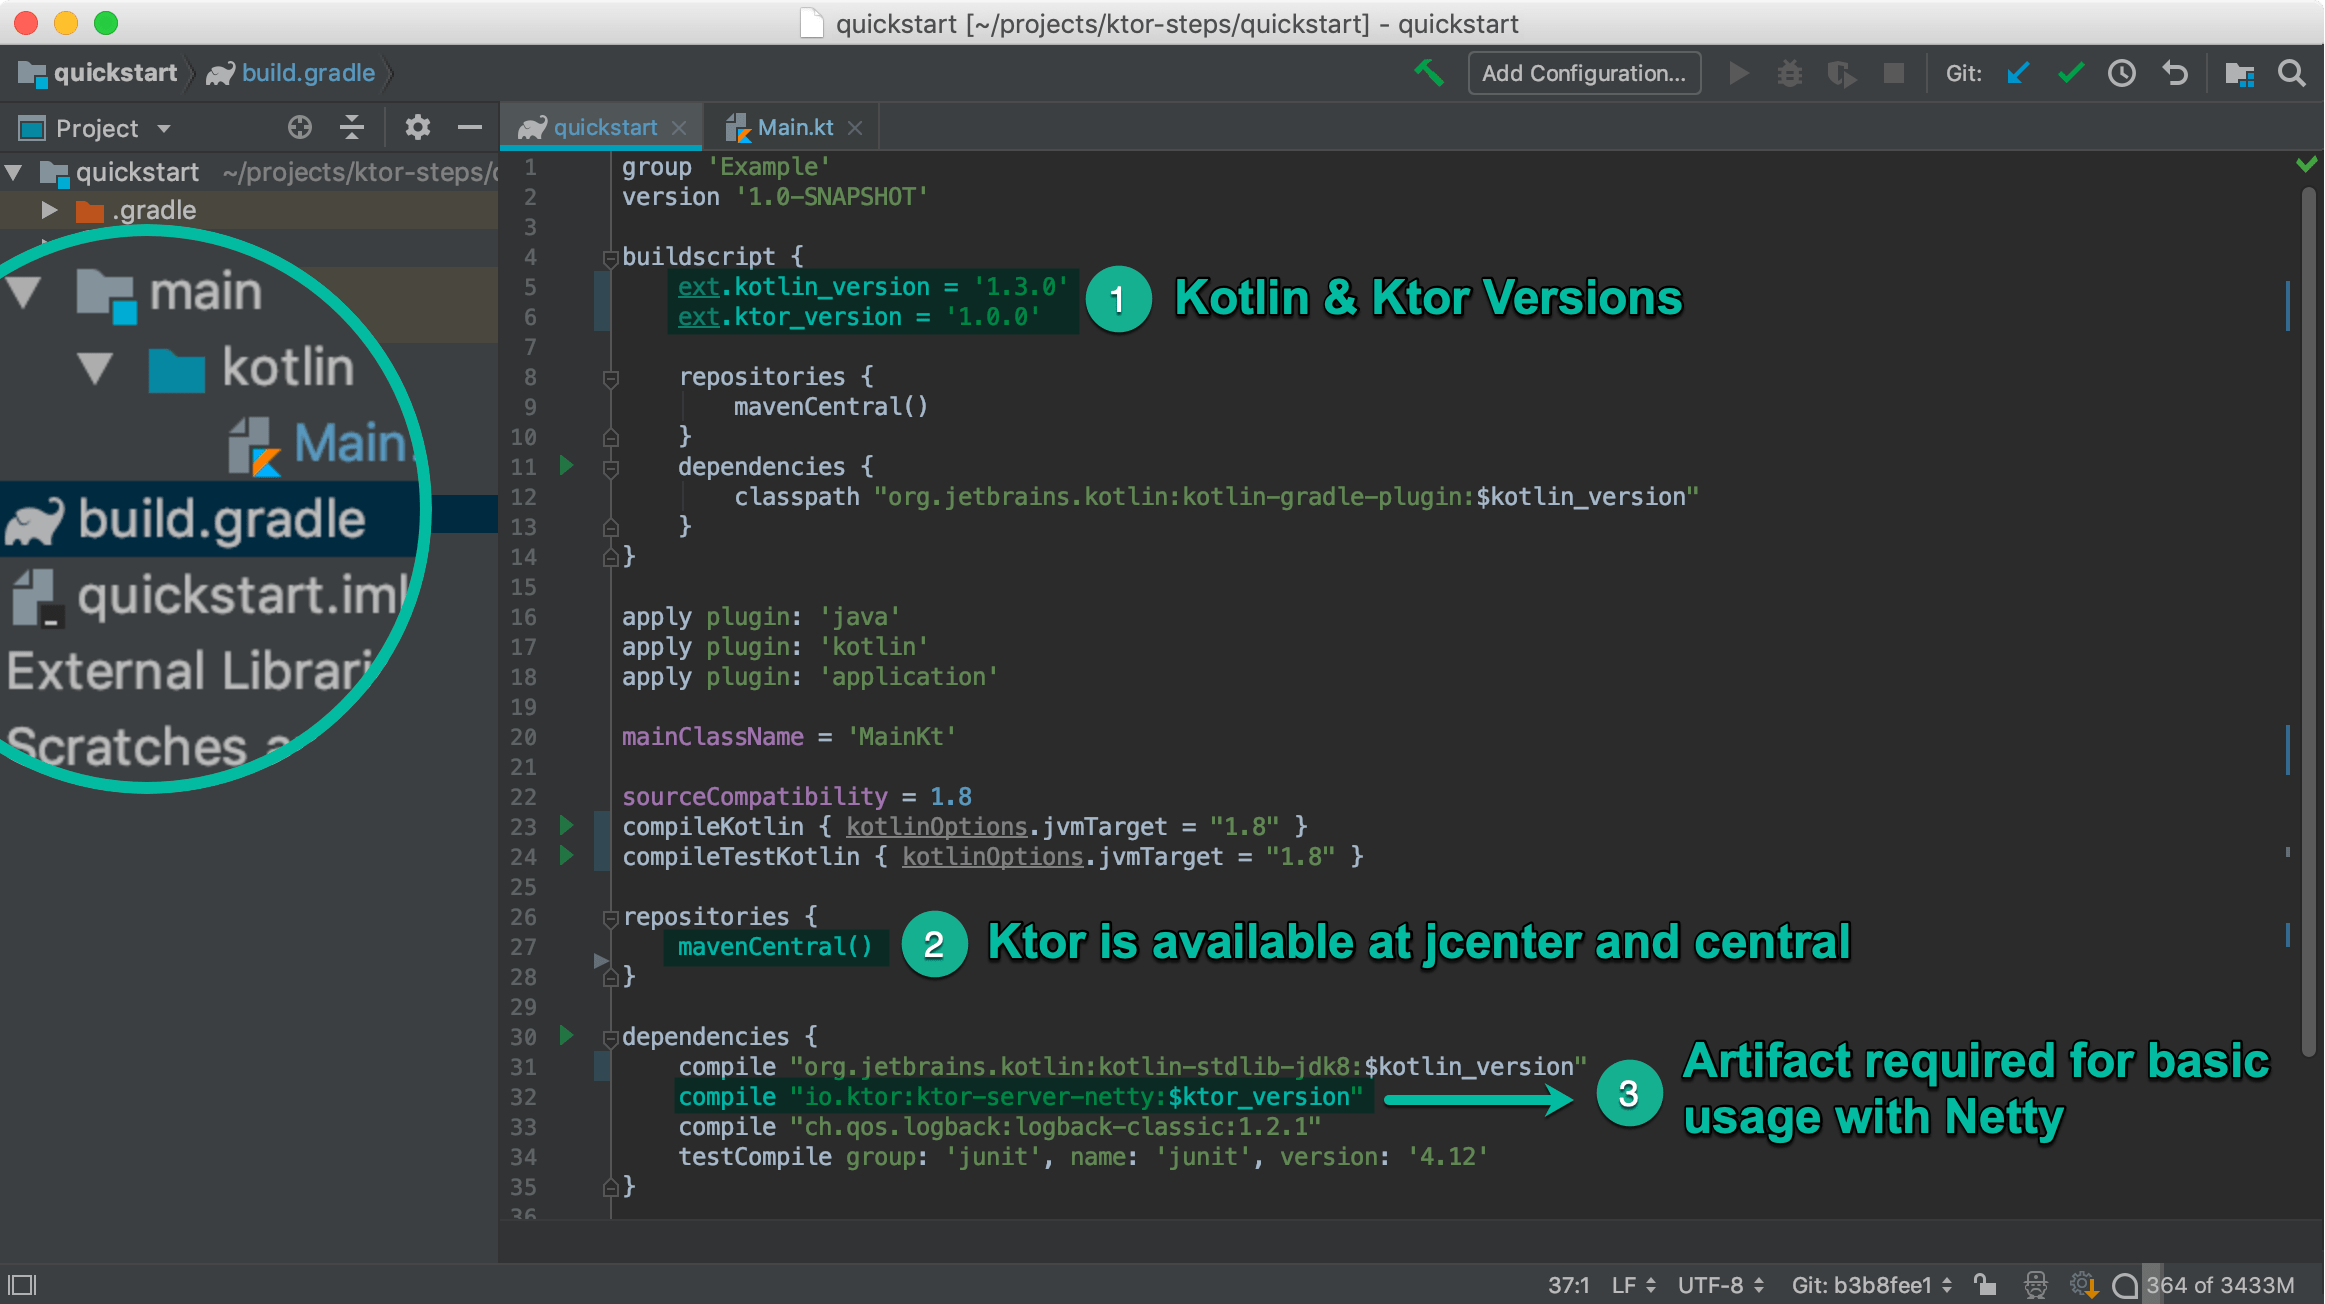 quickstart [~/projects/ktor-steps/quickstart] - quickstart
quickstart build.gradle
Add Configuration...
Git:
Project
quickstart ×
Main.kt ×
quickstart ~/projects/ktor-steps/
.gradle
main
kotlin
Main.
build.gradle
quickstart.iml
External Librari
Scratches a
1 group 'Example'
2 version '1.0-SNAPSHOT'
3
4 buildscript {
5 ext.kotlin_version = '1.3.0'
6 ext.ktor_version = '1.0.0'
1 Kotlin & Ktor Versions
7
8 repositories {
9 mavenCentral()
10 }
11 dependencies {
12 classpath "org.jetbrains.kotlin:kotlin-gradle-plugin:$kotlin_version"
13 }
14 }
15
16 apply plugin: 'java'
17 apply plugin: 'kotlin'
18 apply plugin: 'application'
19
20 mainClassName = 'MainKt'
21
22 sourceCompatibility = 1.8
23 compileKotlin { kotlinOptions.jvmTarget = "1.8" }
24 compileTestKotlin { kotlinOptions.jvmTarget = "1.8" }
25
26 repositories {
27 mavenCentral()
2 Ktor is available at jcenter and central
28 }
29
30 dependencies {
31 compile "org.jetbrains.kotlin:kotlin-stdlib-jdk8:$kotlin_version"
32 compile "io.ktor:ktor-server-netty:$ktor_version"
3 Artifact required for basic
usage with Netty
33 compile "ch.qos.logback:logback-classic:1.2.1"
34 testCompile group: 'junit', name: 'junit', version: '4.12'
35 }
36
37:1 LF UTF-8 Git: b3b8fee1 364 of 3433M